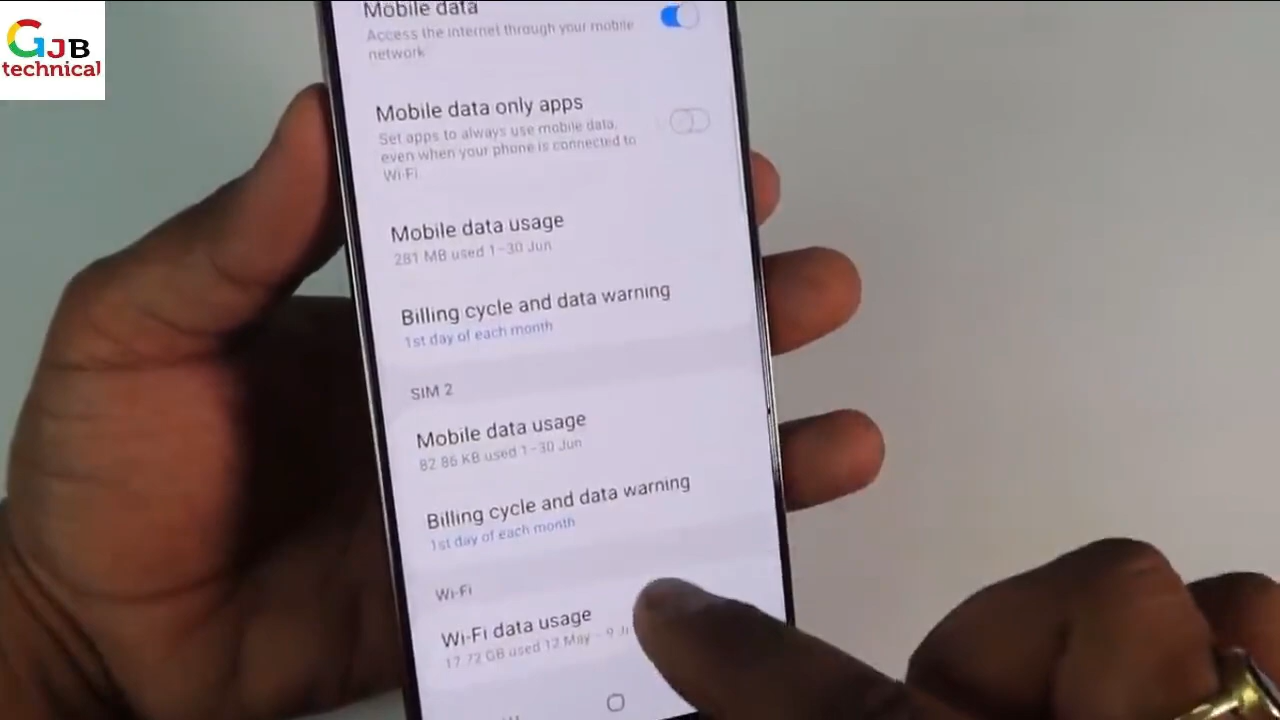 GJB
technical
Mobile data
Access the internet through your mobile
network
Mobile data only apps
Set apps to always use mobile data,
even when your phone is connected to
Wi-Fi
Mobile data usage
281 MB used 1–30 Jun
Billing cycle and data warning
1st day of each month
SIM 2
Mobile data usage
82.86 KB used 1–30 Jun
Billing cycle and data warning
1st day of each month
Wi-Fi
Wi-Fi data usage
17.72 GB used 12 May – 9